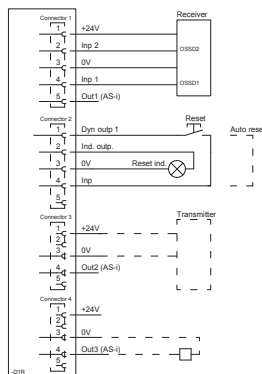 Connector 1
Receiver
1 +24V
2 Inp 2
OSSD2
3 0V
4 Inp 1
OSSD1
5 Out1 (AS-i)
Connector 2
Reset
1 Dyn outp 1
Auto rese
2 Ind. outp.
3 0V
Reset ind.
4 Inp
5
Connector 3
Transmitter
1 +24V
2
3 0V
4 Out2 (AS-i)
5
Connector 4
1 +24V
2
3 0V
4 Out3 (AS-i)
5
-D1R